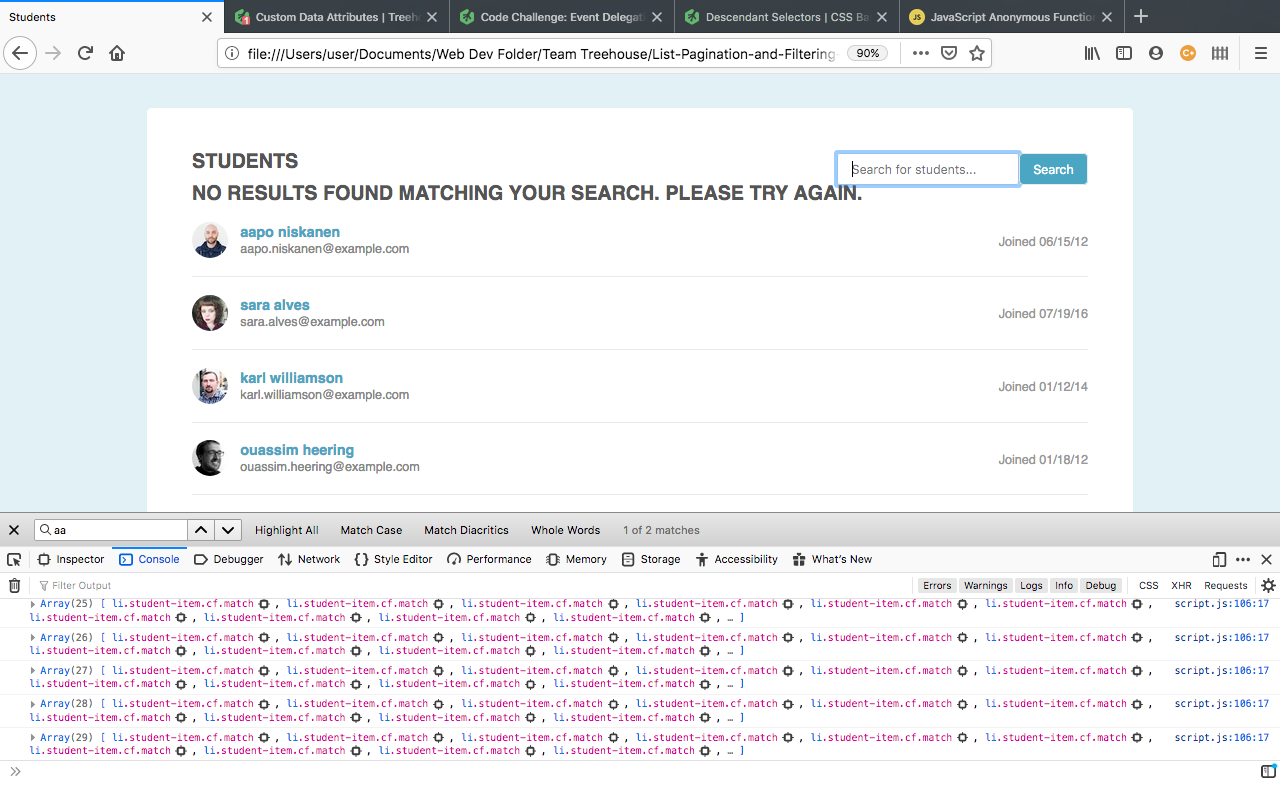 Students
Custom Data Attributes | Treeh
Code Challenge: Event Delegat
Descendant Selectors | CSS Ba
JS JavaScript Anonymous Function
file:///Users/user/Documents/Web Dev Folder/Team Treehouse/List-Pagination-and-Filtering- 90%
STUDENTS
Search for students...
Search
NO RESULTS FOUND MATCHING YOUR SEARCH. PLEASE TRY AGAIN.
aapo niskanen
aapo.niskanen@example.com
Joined 06/15/12
sara alves
sara.alves@example.com
Joined 07/19/16
karl williamson
karl.williamson@example.com
Joined 01/12/14
ouassim heering
ouassim.heering@example.com
Joined 01/18/12
aa Highlight All Match Case Match Diacritics Whole Words 1 of 2 matches
Inspector Console Debugger Network Style Editor Performance Memory Storage Accessibility What's New
Filter Output Errors Warnings Logs Info Debug CSS XHR Requests
Array(25) [ li.student-item.cf.match , li.student-item.cf.match , li.student-item.cf.match , li.student-item.cf.match , li.student-item.cf.match , li.student-item.cf.match , script.js:106:17
li.student-item.cf.match , li.student-item.cf.match , li.student-item.cf.match , li.student-item.cf.match , … ]
Array(26) [ li.student-item.cf.match , li.student-item.cf.match , li.student-item.cf.match , li.student-item.cf.match , li.student-item.cf.match , li.student-item.cf.match , script.js:106:17
li.student-item.cf.match , li.student-item.cf.match , li.student-item.cf.match , li.student-item.cf.match , … ]
Array(27) [ li.student-item.cf.match , li.student-item.cf.match , li.student-item.cf.match , li.student-item.cf.match , li.student-item.cf.match , li.student-item.cf.match , script.js:106:17
li.student-item.cf.match , li.student-item.cf.match , li.student-item.cf.match , li.student-item.cf.match , … ]
Array(28) [ li.student-item.cf.match , li.student-item.cf.match , li.student-item.cf.match , li.student-item.cf.match , li.student-item.cf.match , li.student-item.cf.match , script.js:106:17
li.student-item.cf.match , li.student-item.cf.match , li.student-item.cf.match , li.student-item.cf.match , … ]
Array(29) [ li.student-item.cf.match , li.student-item.cf.match , li.student-item.cf.match , li.student-item.cf.match , li.student-item.cf.match , li.student-item.cf.match , script.js:106:17
li.student-item.cf.match , li.student-item.cf.match , li.student-item.cf.match , li.student-item.cf.match , … ]